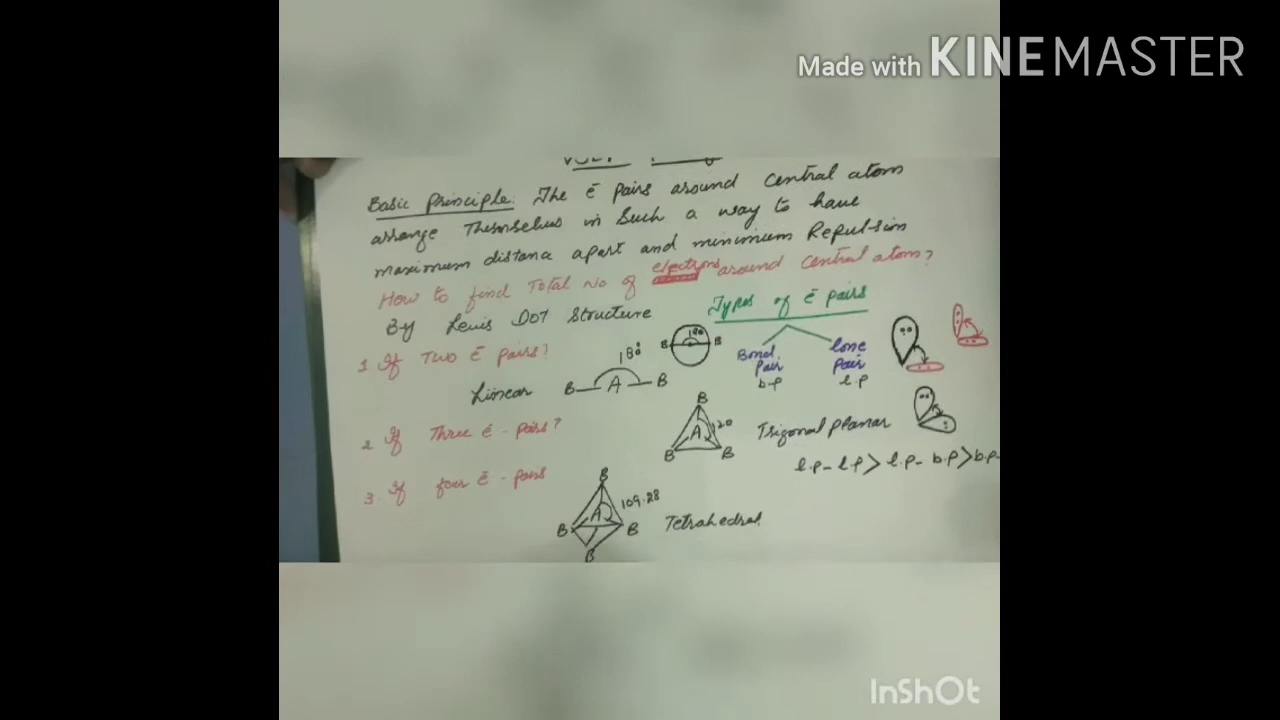 Made with KINEMASTER
Basic Principle: The ē pairs around central atom
arrange Themselves in Such a way to have
maximum distance apart and minimum Repulsion
How to find Total No of electrons around Central atom?
By Lewis DOT Structure
Types of ē pairs
Bond pair
b.p
lone pair
l.p
1. If Two ē pairs?
180
B B
Linear
180°
B — A — B
2. If Three ē - pairs?
B
A
120
B B
Trigonal planar
l.p - l.p > l.p - b.p > b.p-
3. If four ē - pairs
B
A
109.28
B B
B
Tetrahedral
InShOt